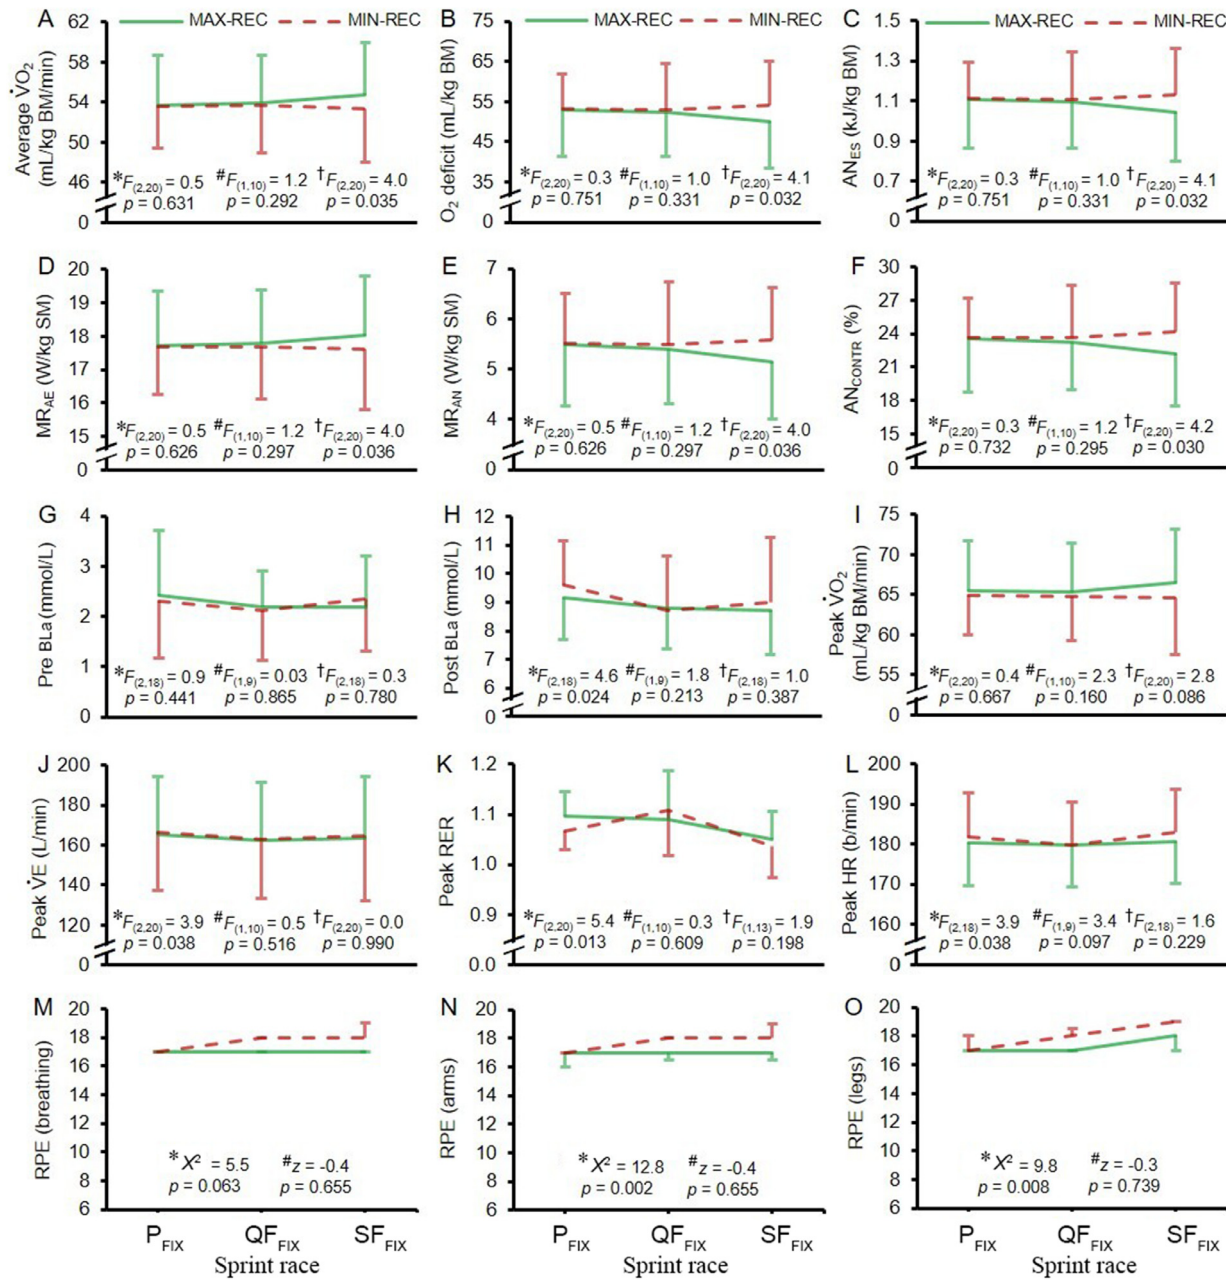 A
MAX-REC
MIN-REC
Average V̇O2
(mL/kg BM/min)
62
58
54
50
46
0
*F(2,20) = 0.5 #F(1,10) = 1.2 †F(2,20) = 4.0
p = 0.631 p = 0.292 p = 0.035
B
O2 deficit (mL/kg BM)
75
65
55
45
35
0
*F(2,20) = 0.3 #F(1,10) = 1.0 †F(2,20) = 4.1
p = 0.751 p = 0.331 p = 0.032
C
MAX-REC
MIN-REC
ANES (kJ/kg BM)
1.5
1.3
1.1
0.9
0.7
0
*F(2,20) = 0.3 #F(1,10) = 1.0 †F(2,20) = 4.1
p = 0.751 p = 0.331 p = 0.032
D
MRAE (W/kg SM)
20
19
18
17
16
15
0
*F(2,20) = 0.5 #F(1,10) = 1.2 †F(2,20) = 4.0
p = 0.626 p = 0.297 p = 0.036
E
MRAN (W/kg SM)
7
6
5
4
0
*F(2,20) = 0.5 #F(1,10) = 1.2 †F(2,20) = 4.0
p = 0.626 p = 0.297 p = 0.036
F
ANCONTR (%)
30
27
24
21
18
15
0
*F(2,20) = 0.3 #F(1,10) = 1.2 †F(2,20) = 4.2
p = 0.732 p = 0.295 p = 0.030
G
Pre BLa (mmol/L)
4
3
2
1
0
*F(2,18) = 0.9 #F(1,9) = 0.03 †F(2,18) = 0.3
p = 0.441 p = 0.865 p = 0.780
H
Post BLa (mmol/L)
12
11
10
9
8
7
6
0
*F(2,18) = 4.6 #F(1,9) = 1.8 †F(2,18) = 1.0
p = 0.024 p = 0.213 p = 0.387
I
Peak V̇O2
(mL/kg BM/min)
75
70
65
60
55
0
*F(2,20) = 0.4 #F(1,10) = 2.3 †F(2,20) = 2.8
p = 0.667 p = 0.160 p = 0.086
J
Peak V̇E (L/min)
200
180
160
140
120
0
*F(2,20) = 3.9 #F(1,10) = 0.5 †F(2,20) = 0.0
p = 0.038 p = 0.516 p = 0.990
K
Peak RER
1.2
1.1
1.0
0.9
0.0
*F(2,20) = 5.4 #F(1,10) = 0.3 †F(1,13) = 1.9
p = 0.013 p = 0.609 p = 0.198
L
Peak HR (b/min)
200
190
180
170
160
0
*F(2,18) = 3.9 #F(1,9) = 3.4 †F(2,18) = 1.6
p = 0.038 p = 0.097 p = 0.229
M
RPE (breathing)
20
18
16
14
12
10
8
6
*X² = 5.5 #z = -0.4
p = 0.063 p = 0.655
PFIX QFFIX SFFIX
Sprint race
N
RPE (arms)
20
18
16
14
12
10
8
6
*X² = 12.8 #z = -0.4
p = 0.002 p = 0.655
PFIX QFFIX SFFIX
Sprint race
O
RPE (legs)
20
18
16
14
12
10
8
6
*X² = 9.8 #z = -0.3
p = 0.008 p = 0.739
PFIX QFFIX SFFIX
Sprint race